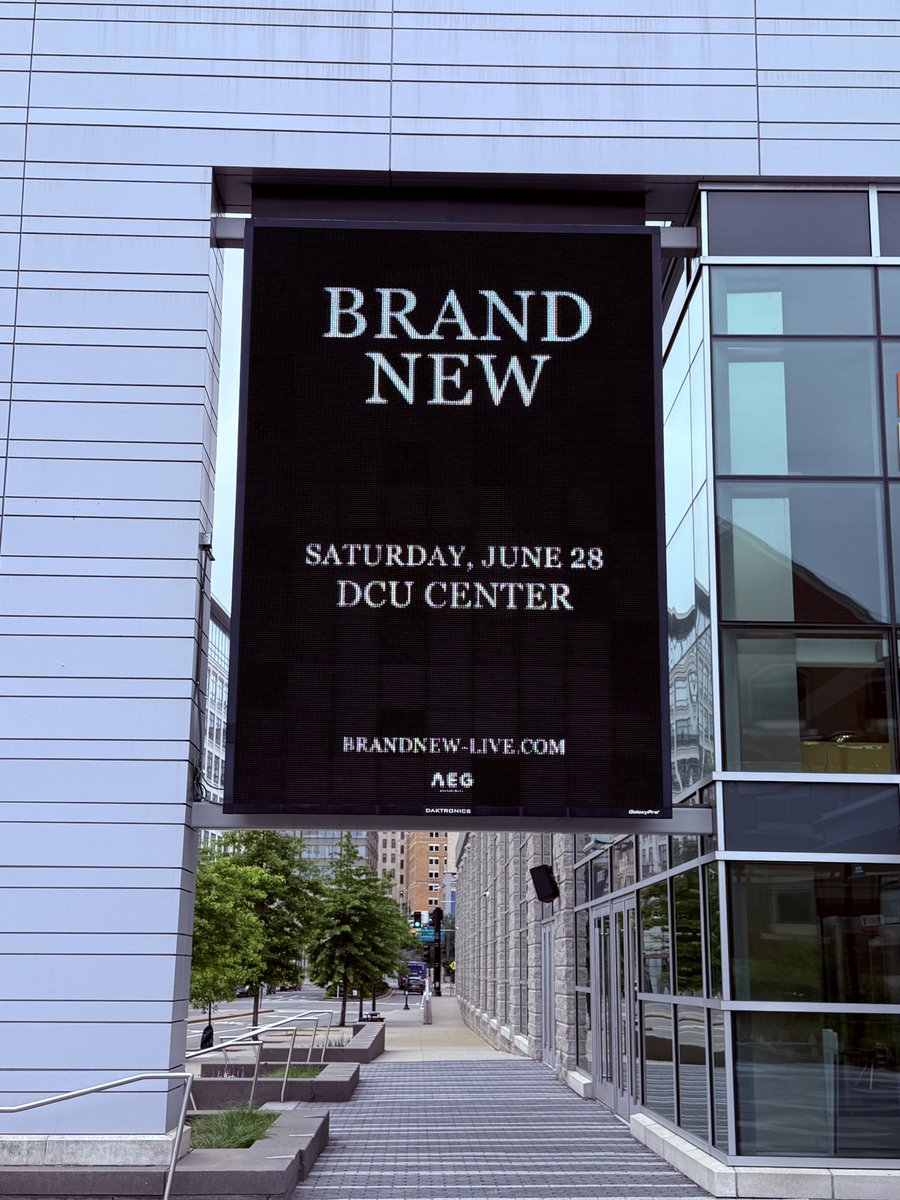 BRAND
NEW
SATURDAY, JUNE 28
DCU CENTER
BRANDNEW-LIVE.COM
AEG
DAKTRONICS
GalaxyPro